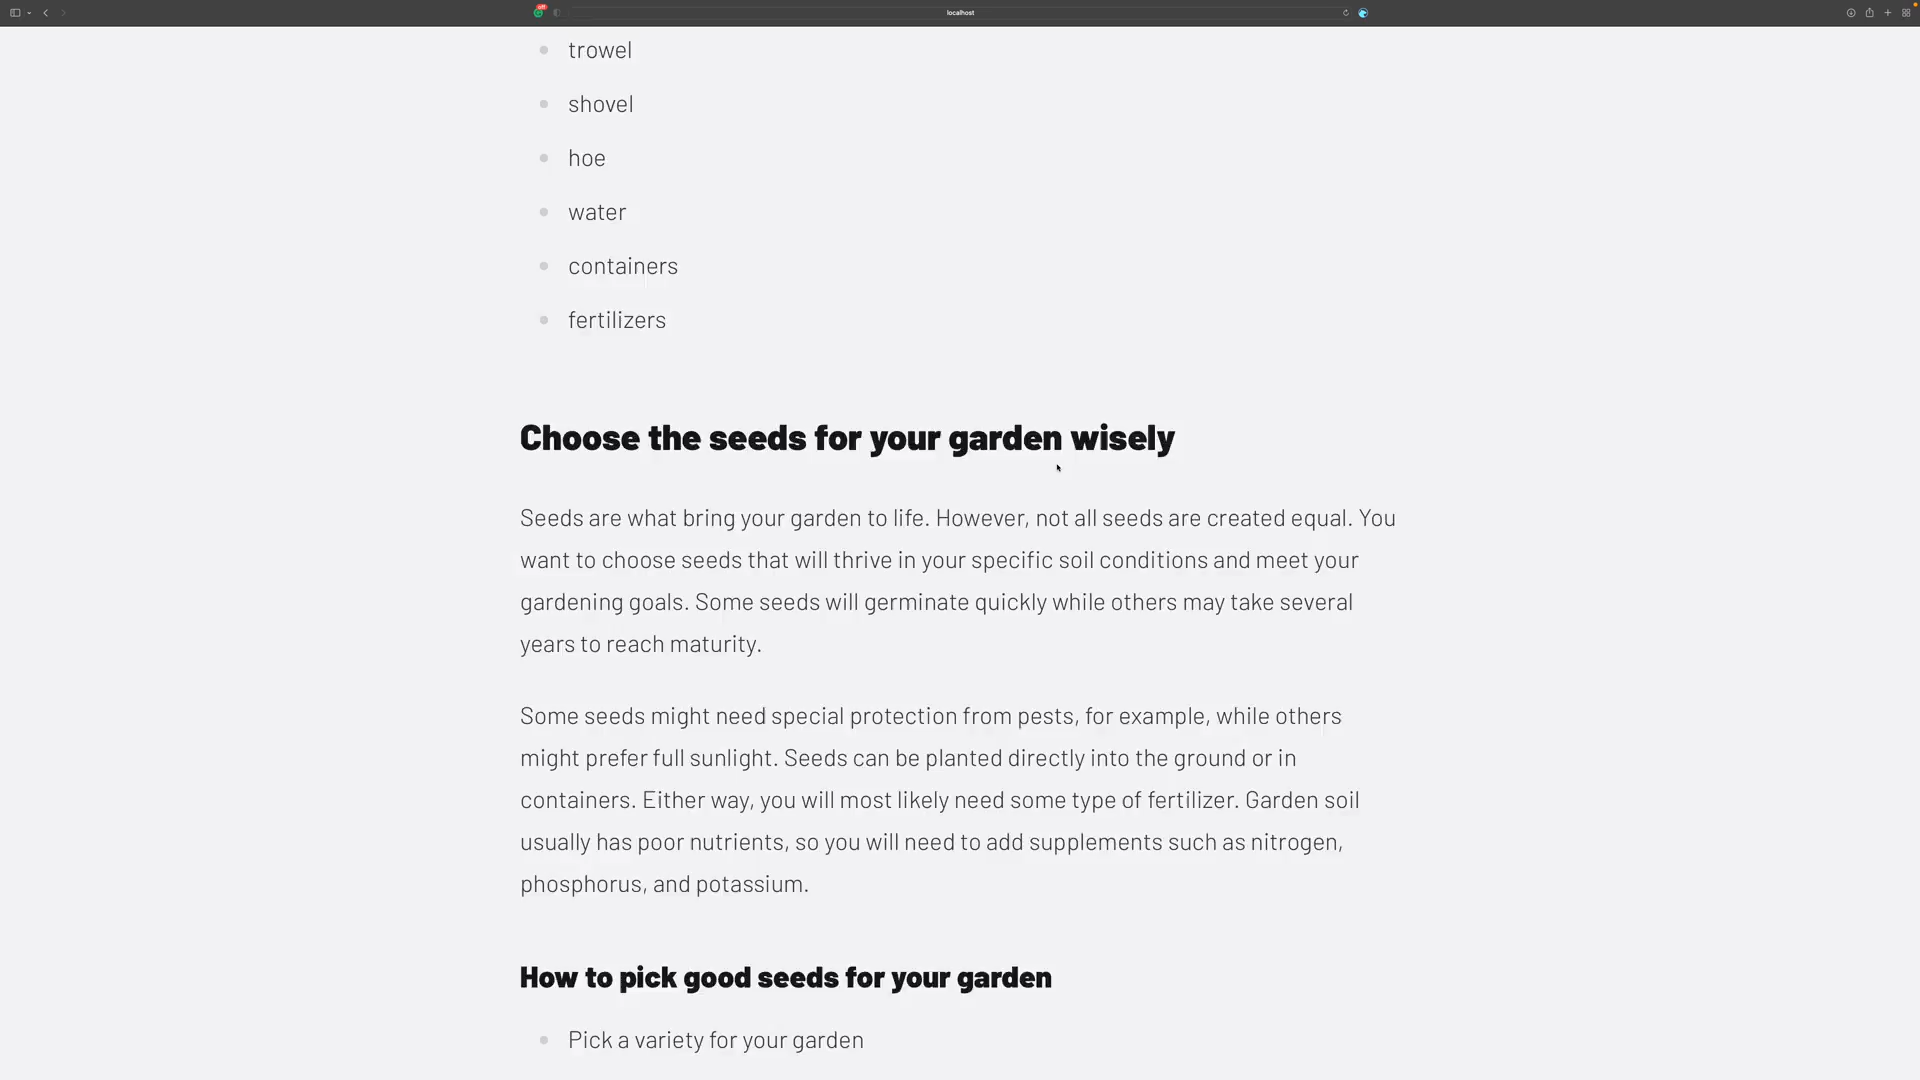 off
localhost
trowel
shovel
hoe
water
containers
fertilizers
Choose the seeds for your garden wisely
Seeds are what bring your garden to life. However, not all seeds are created equal. You
want to choose seeds that will thrive in your specific soil conditions and meet your
gardening goals. Some seeds will germinate quickly while others may take several
years to reach maturity.
Some seeds might need special protection from pests, for example, while others
might prefer full sunlight. Seeds can be planted directly into the ground or in
containers. Either way, you will most likely need some type of fertilizer. Garden soil
usually has poor nutrients, so you will need to add supplements such as nitrogen,
phosphorus, and potassium.
How to pick good seeds for your garden
Pick a variety for your garden